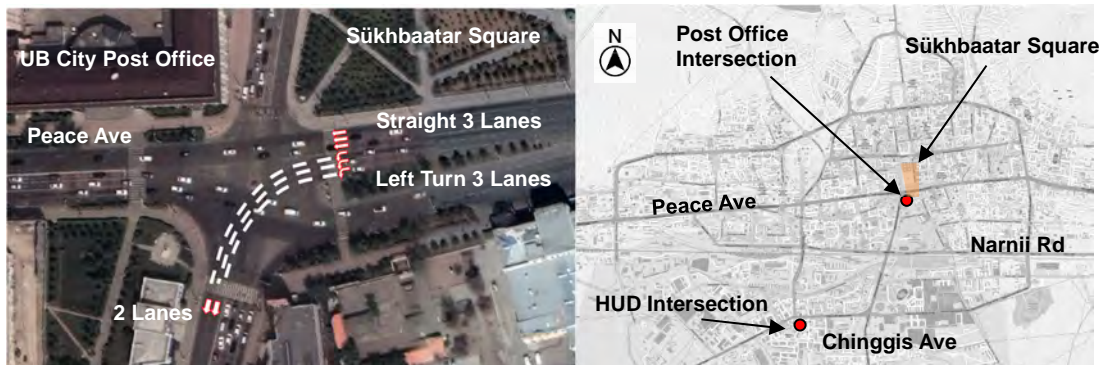 UB City Post Office
Sükhbaatar Square
Peace Ave
Straight 3 Lanes
Left Turn 3 Lanes
2 Lanes
N
Post Office
Intersection
Sükhbaatar Square
Peace Ave
Narnii Rd
HUD Intersection
Chinggis Ave